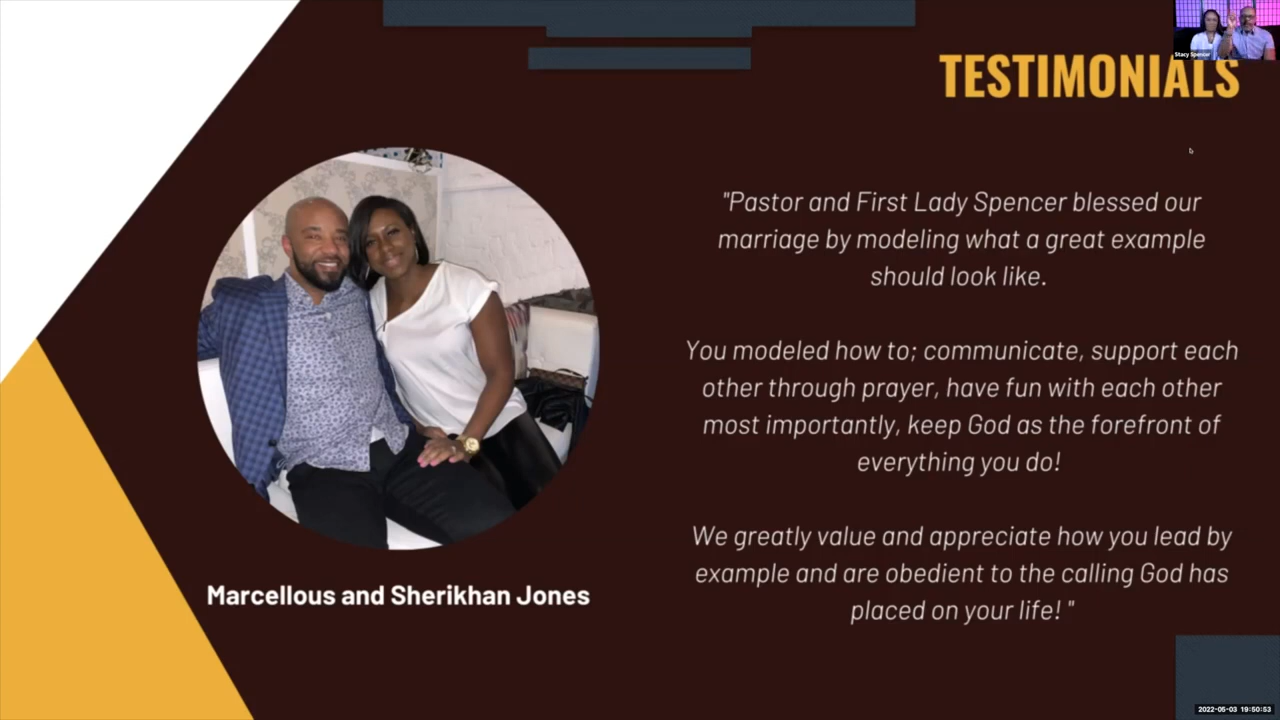 Stacy Spencer
TESTIMONIALS
"Pastor and First Lady Spencer blessed our
marriage by modeling what a great example
should look like.
You modeled how to; communicate, support each
other through prayer, have fun with each other
most importantly, keep God as the forefront of
everything you do!
We greatly value and appreciate how you lead by
example and are obedient to the calling God has
placed on your life! "
Marcellous and Sherikhan Jones
2022-05-03 19:50:53